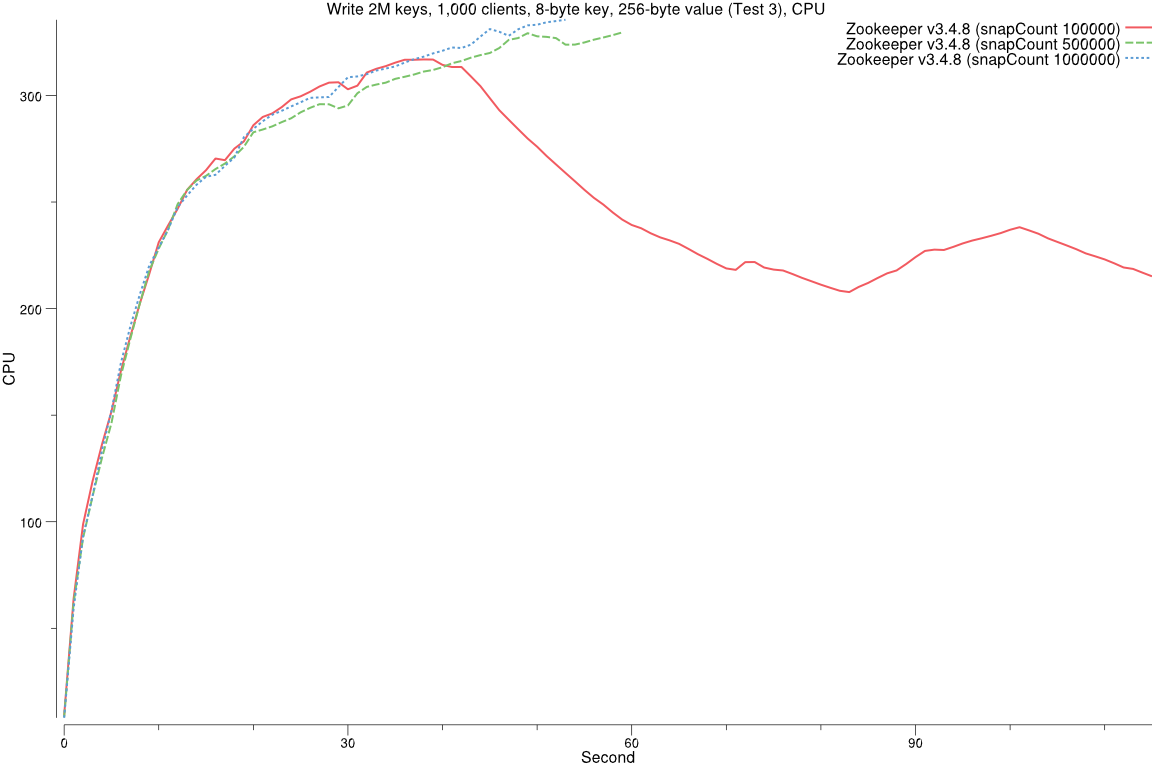 Write 2M keys, 1,000 clients, 8-byte key, 256-byte value (Test 3), CPU
Zookeeper v3.4.8 (snapCount 100000)
Zookeeper v3.4.8 (snapCount 500000)
Zookeeper v3.4.8 (snapCount 1000000)
300
200
100
CPU
0
30
60
90
Second